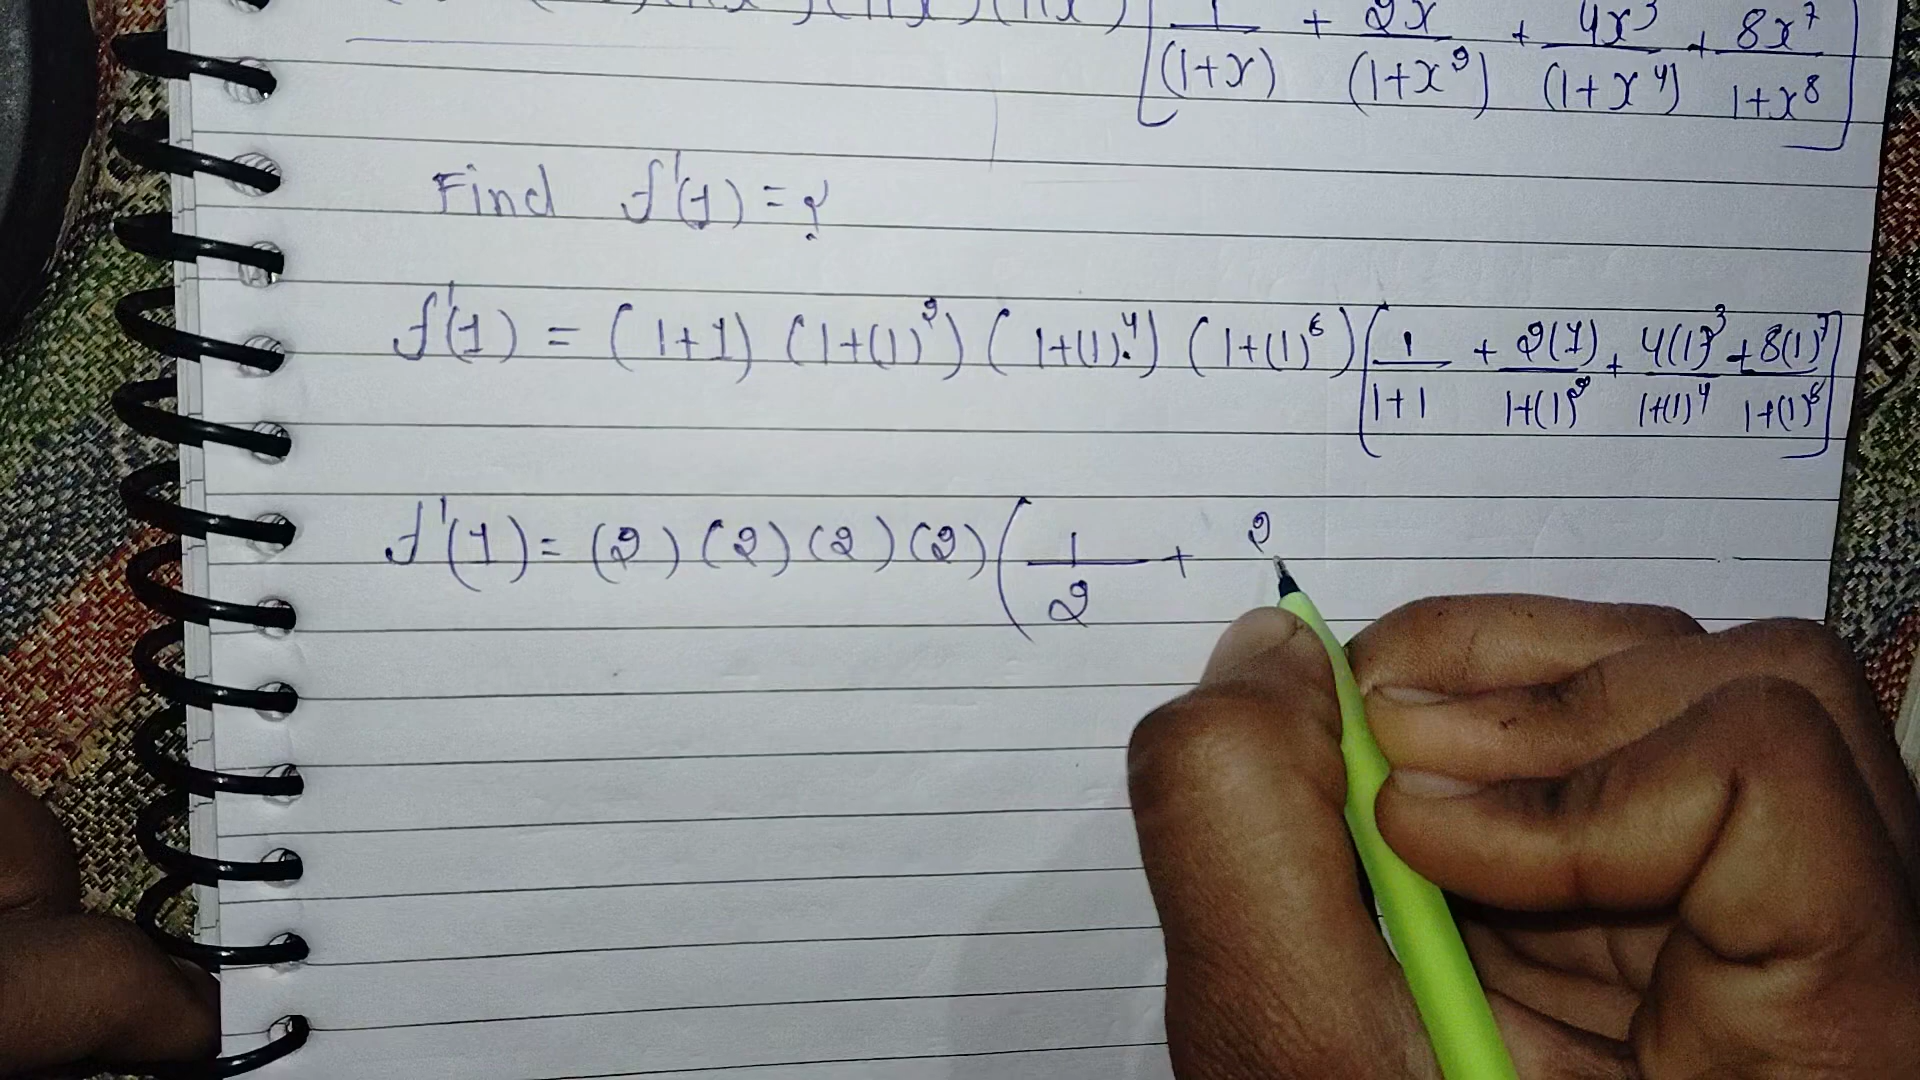 [1/(1+x) + 2x/(1+x²) + 4x³/(1+x⁴) + 8x⁷/1+x⁸]
Find f'(1) = ?
f'(1) = (1+1) (1+(1)²) (1+(1)⁴) (1+(1)⁸) [1/1+1 + 2(1)/1+(1)² + 4(1)³/1+(1)⁴ + 8(1)⁷/1+(1)⁸]
f'(1) = (2) (2) (2) (2) (1/2 + 2